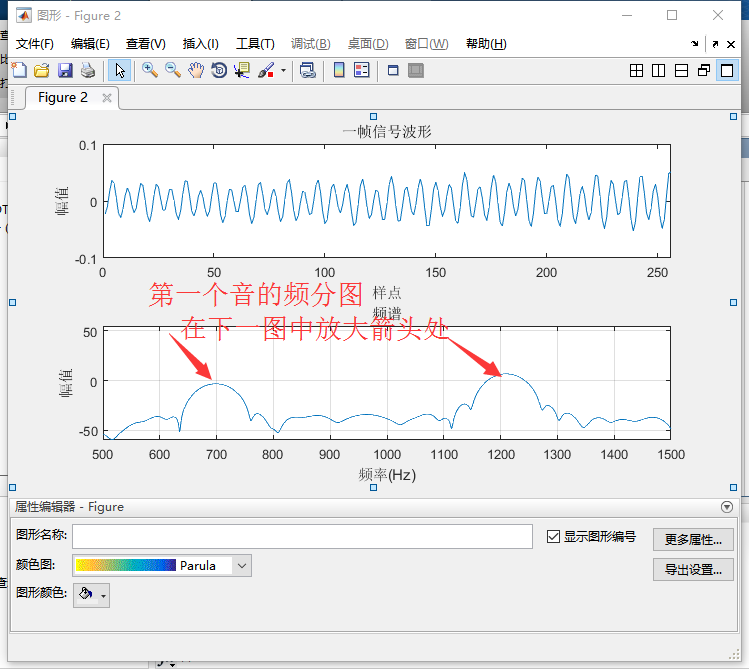 图形 - Figure 2
文件(F) 编辑(E) 查看(V) 插入(I) 工具(T) 调试(B) 桌面(D) 窗口(W) 帮助(H)
Figure 2
一帧信号波形
0.1
0
-0.1
幅值
0 50 100 150 200 250
样点
第一个音的频分图
频谱
在下一图中放大箭头处
50
0
-50
幅值
500 600 700 800 900 1000 1100 1200 1300 1400 1500
频率(Hz)
属性编辑器 - Figure
图形名称: 显示图形编号 更多属性...
颜色图: Parula 导出设置...
图形颜色: